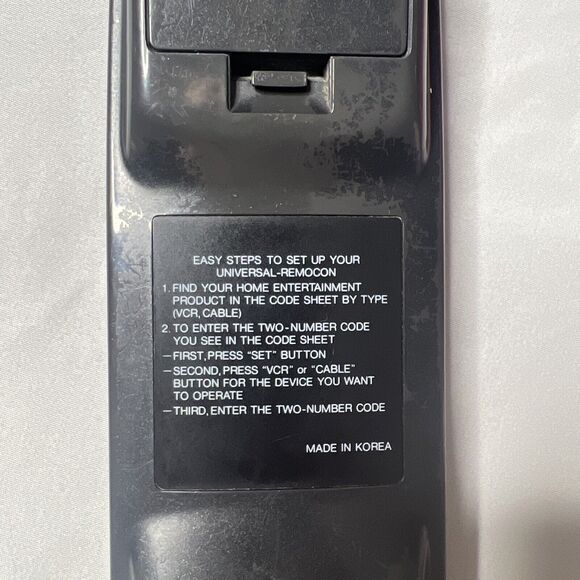 EASY STEPS TO SET UP YOUR
UNIVERSAL-REMOCON
1. FIND YOUR HOME ENTERTAINMENT
PRODUCT IN THE CODE SHEET BY TYPE
(VCR, CABLE)
2. TO ENTER THE TWO-NUMBER CODE
YOU SEE IN THE CODE SHEET
—FIRST, PRESS “SET” BUTTON
—SECOND, PRESS “VCR” or “CABLE”
BUTTON FOR THE DEVICE YOU WANT
TO OPERATE
—THIRD, ENTER THE TWO-NUMBER CODE
MADE IN KOREA